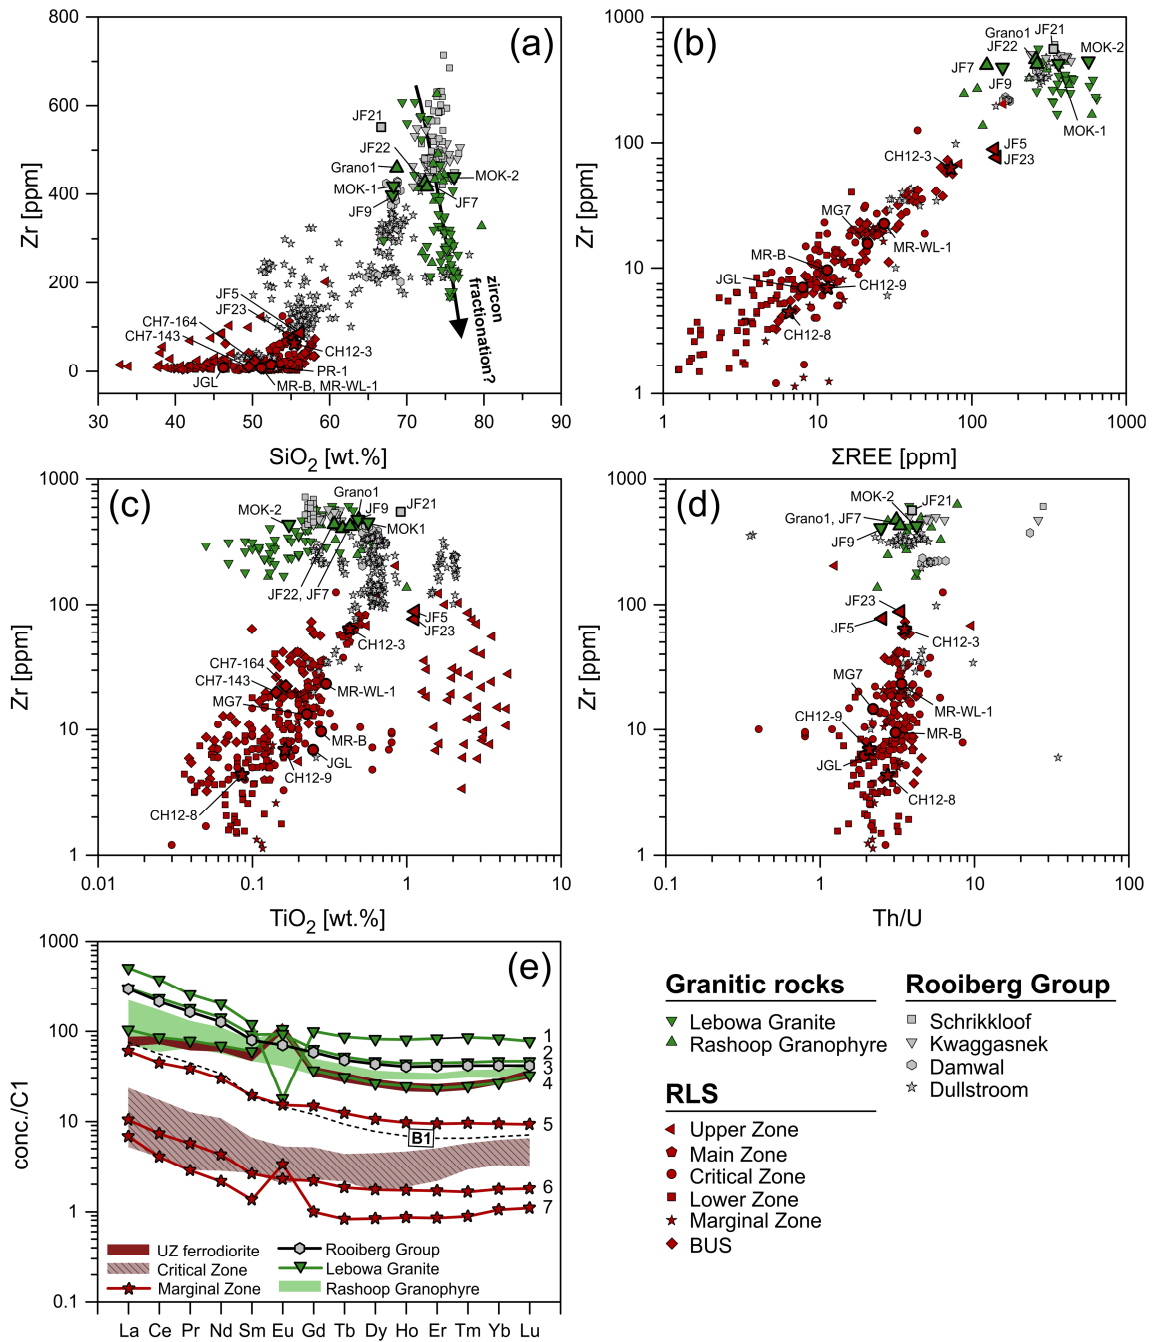 (a)
800
600
400
200
0
Zr [ppm]
JF21
JF22
Grano1
MOK-1
JF9
MOK-2
JF7
JF5
JF23
CH7-164
CH7-143
CH12-3
PR-1
JGL
MR-B, MR-WL-1
zircon
fractionation?
30 40 50 60 70 80 90
SiO2 [wt.%]
(b)
1000
100
10
1
Zr [ppm]
Grano1
JF21
JF22
MOK-2
JF7
JF9
MOK-1
JF5
JF23
CH12-3
MG7
MR-WL-1
MR-B
JGL
CH12-9
CH12-8
1 10 100 1000
ΣREE [ppm]
(c)
1000
100
10
1
Zr [ppm]
Grano1
MOK-2
JF9
JF21
MOK1
JF22, JF7
JF5
JF23
CH12-3
CH7-164
CH7-143
MG7
MR-WL-1
MR-B
JGL
CH12-9
CH12-8
0.01 0.1 1 10
TiO2 [wt.%]
(d)
1000
100
10
1
Zr [ppm]
MOK-2
JF21
Grano1, JF7
JF9
JF23
JF5
CH12-3
MG7
CH12-9
MR-WL-1
MR-B
JGL
CH12-8
0.1 1 10 100
Th/U
(e)
1000
100
10
1
0.1
conc./C1
1
2
3
4
5
6
7
B1
UZ ferrodiorite
Critical Zone
Marginal Zone
Rooiberg Group
Lebowa Granite
Rashoop Granophyre
La Ce Pr Nd Sm Eu Gd Tb Dy Ho Er Tm Yb Lu
Granitic rocks
Lebowa Granite
Rashoop Granophyre
RLS
Upper Zone
Main Zone
Critical Zone
Lower Zone
Marginal Zone
BUS
Rooiberg Group
Schrikkloof
Kwaggasnek
Damwal
Dullstroom